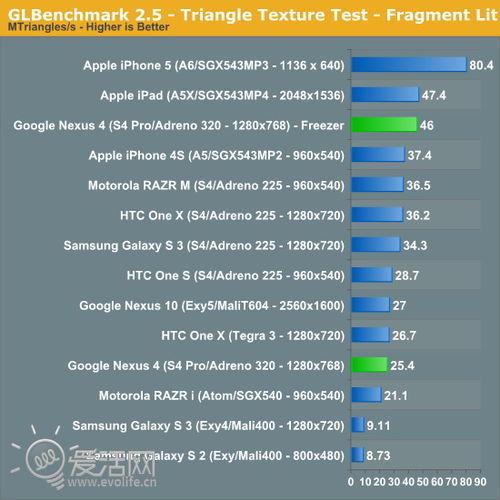 GLBenchmark 2.5 - Triangle Texture Test - Fragment Lit
MTriangles/s - Higher is Better
Apple iPhone 5 (A6/SGX543MP3 - 1136 x 640) 80.4
Apple iPad (A5X/SGX543MP4 - 2048x1536) 47.4
Google Nexus 4 (S4 Pro/Adreno 320 - 1280x768) - Freezer 46
Apple iPhone 4S (A5/SGX543MP2 - 960x540) 37.4
Motorola RAZR M (S4/Adreno 225 - 960x540) 36.5
HTC One X (S4/Adreno 225 - 1280x720) 36.2
Samsung Galaxy S 3 (S4/Adreno 225 - 1280x720) 34.3
HTC One S (S4/Adreno 225 - 960x540) 28.7
Google Nexus 10 (Exy5/MaliT604 - 2560x1600) 27
HTC One X (Tegra 3 - 1280x720) 26.7
Google Nexus 4 (S4 Pro/Adreno 320 - 1280x768) 25.4
Motorola RAZR i (Atom/SGX540 - 960x540) 21.1
Samsung Galaxy S 3 (Exy4/Mali400 - 1280x720) 9.11
Samsung Galaxy S 2 (Exy/Mali400 - 800x480) 8.73
0 10 20 30 40 50 60 70 80 90
爱活网
www.evolife.cn